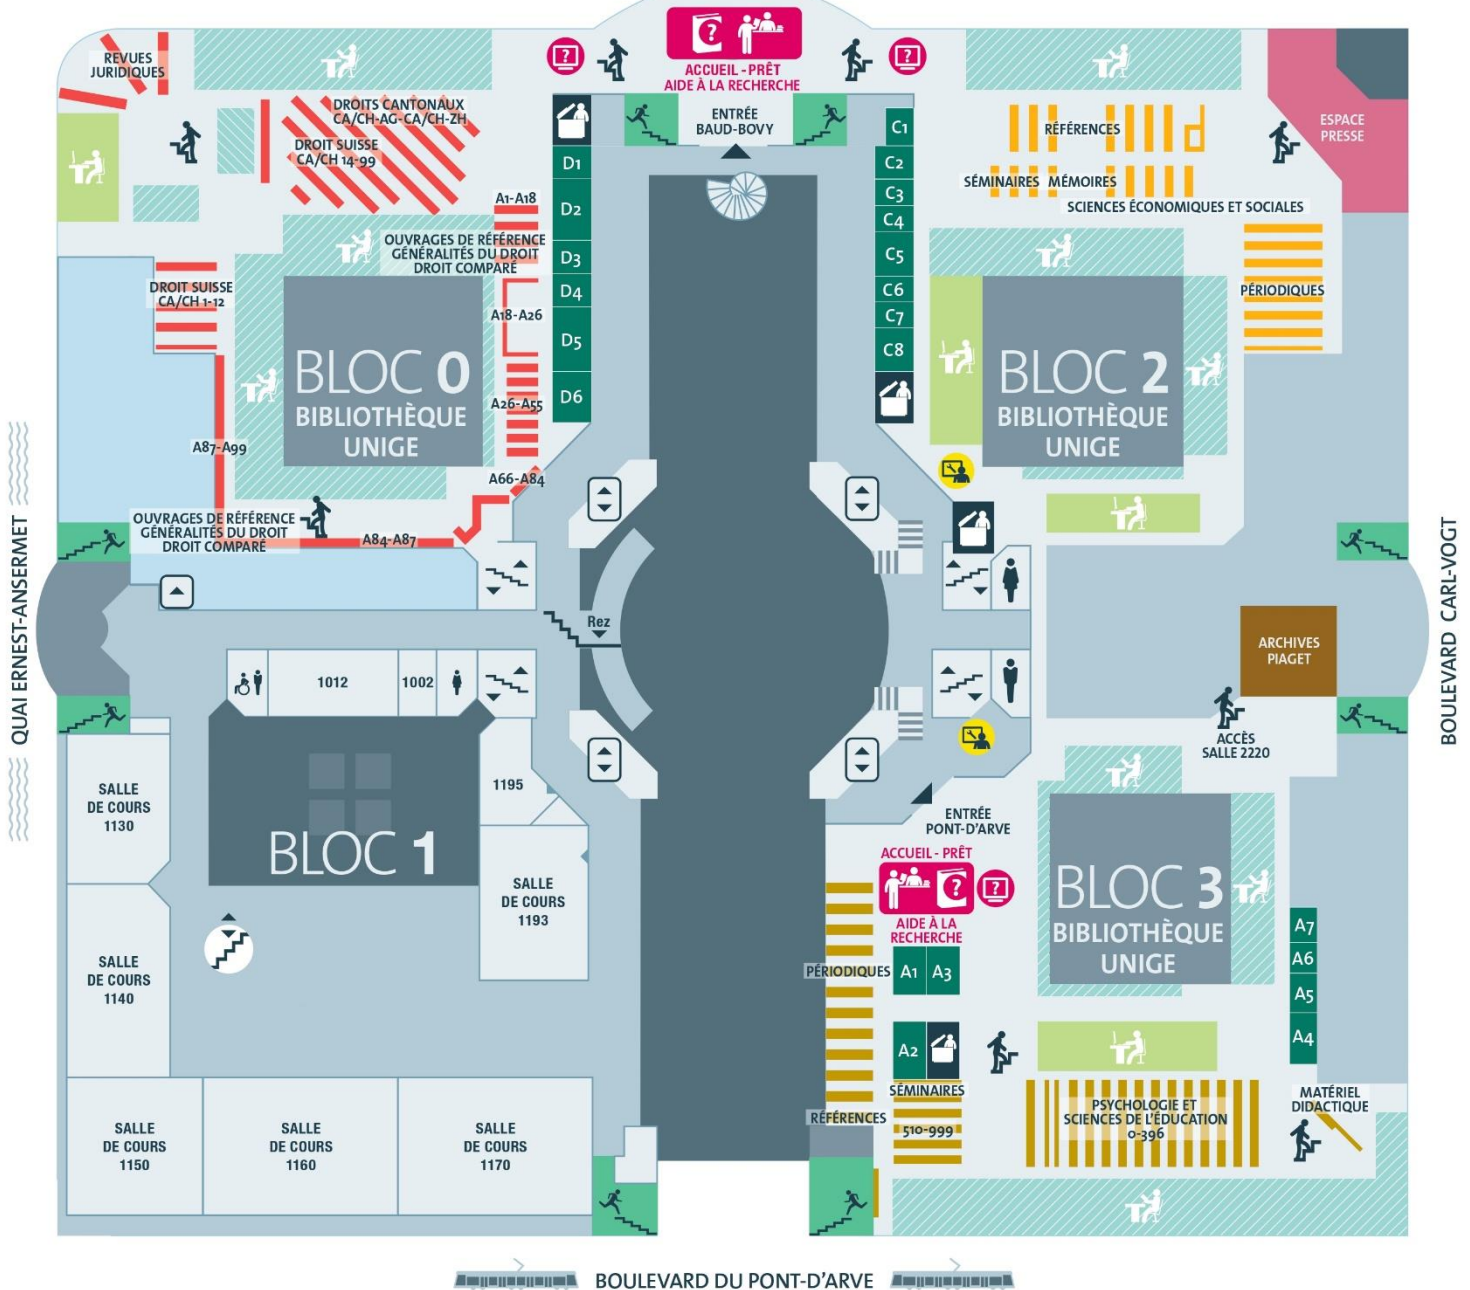 REVUES
JURIDIQUES
DROITS CANTONAUX
CA/CH-AG-CA/CH-ZH
DROIT SUISSE
CA/CH 14-99
A1-A18
OUVRAGES DE RÉFÉRENCE
GÉNÉRALITÉS DU DROIT
DROIT COMPARÉ
DROIT SUISSE
CA/CH 1-12
A18-A26
BLOC 0
BIBLIOTHÈQUE
UNIGE
A26-A55
A87-A99
A66-A84
OUVRAGES DE RÉFÉRENCE
GÉNÉRALITÉS DU DROIT
DROIT COMPARÉ
A84-A87
?
?
ACCUEIL - PRÊT
AIDE À LA RECHERCHE
?
ENTRÉE
BAUD-BOVY
D1
D2
D3
D4
D5
D6
C1
C2
C3
C4
C5
C6
C7
C8
RÉFÉRENCES
SÉMINAIRES
MÉMOIRES
SCIENCES ÉCONOMIQUES ET SOCIALES
ESPACE
PRESSE
PÉRIODIQUES
BLOC 2
BIBLIOTHÈQUE
UNIGE
QUAI ERNEST-ANSERMET
BOULEVARD CARL-VOGT
Rez
1012
1002
ARCHIVES
PIAGET
ACCÈS
SALLE 2220
SALLE
DE COURS
1130
1195
BLOC 1
SALLE
DE COURS
1193
SALLE
DE COURS
1140
SALLE
DE COURS
1150
SALLE
DE COURS
1160
SALLE
DE COURS
1170
ENTRÉE
PONT-D'ARVE
ACCUEIL - PRÊT
?
?
AIDE À LA
RECHERCHE
BLOC 3
BIBLIOTHÈQUE
UNIGE
PÉRIODIQUES
A1
A3
A2
A7
A6
A5
A4
SÉMINAIRES
RÉFÉRENCES
510-999
PSYCHOLOGIE ET
SCIENCES DE L'ÉDUCATION
0-396
MATÉRIEL
DIDACTIQUE
BOULEVARD DU PONT-D'ARVE